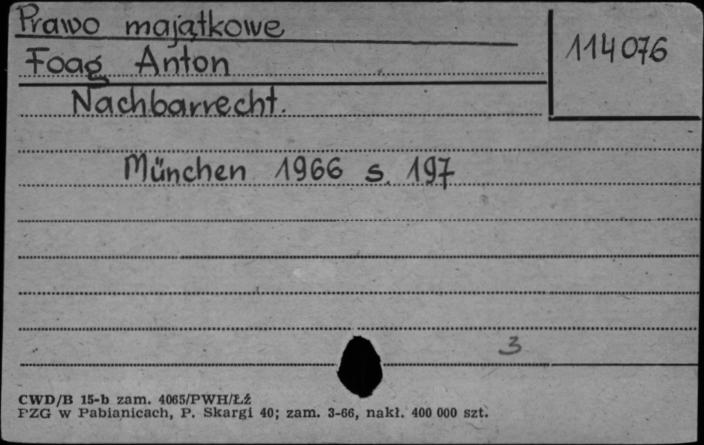 Prawo majątkowe
114076
Foag Anton
Nachbarrecht.
München 1966 s. 197
3
CWD/B 15-b zam. 4065/PWH/Łź
PZG w Pabianicach, P. Skargi 40; zam. 3-66, nakł. 400 000 szt.